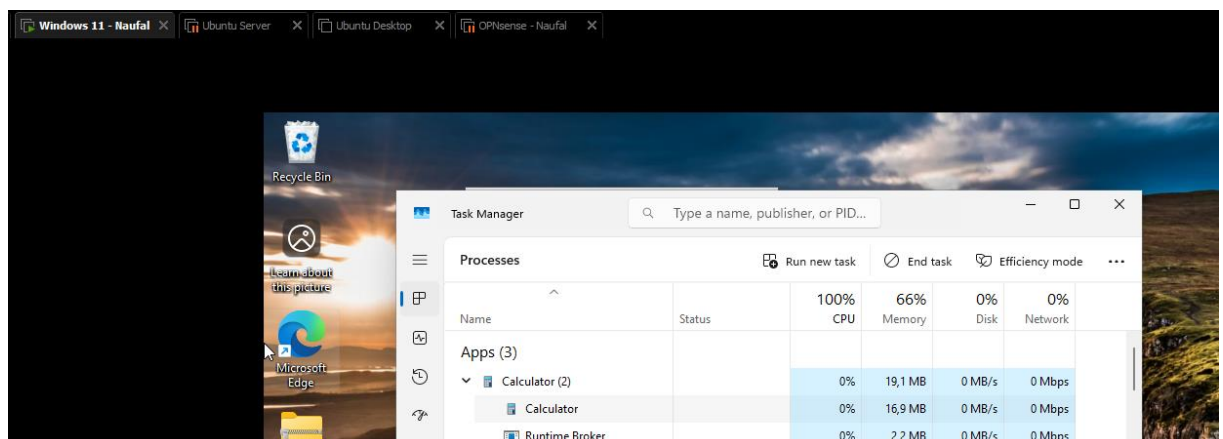 Windows 11 - Naufal
Ubuntu Server
Ubuntu Desktop
OPNsense - Naufal
Recycle Bin
Learn about
this picture
Microsoft
Edge
Task Manager
Type a name, publisher, or PID...
Processes
Run new task
End task
Efficiency mode
100% 66% 0% 0%
Name Status CPU Memory Disk Network
Apps (3)
Calculator (2) 0% 19,1 MB 0 MB/s 0 Mbps
Calculator 0% 16,9 MB 0 MB/s 0 Mbps
Runtime Broker 0% 2,2 MB 0 MB/s 0 Mbps